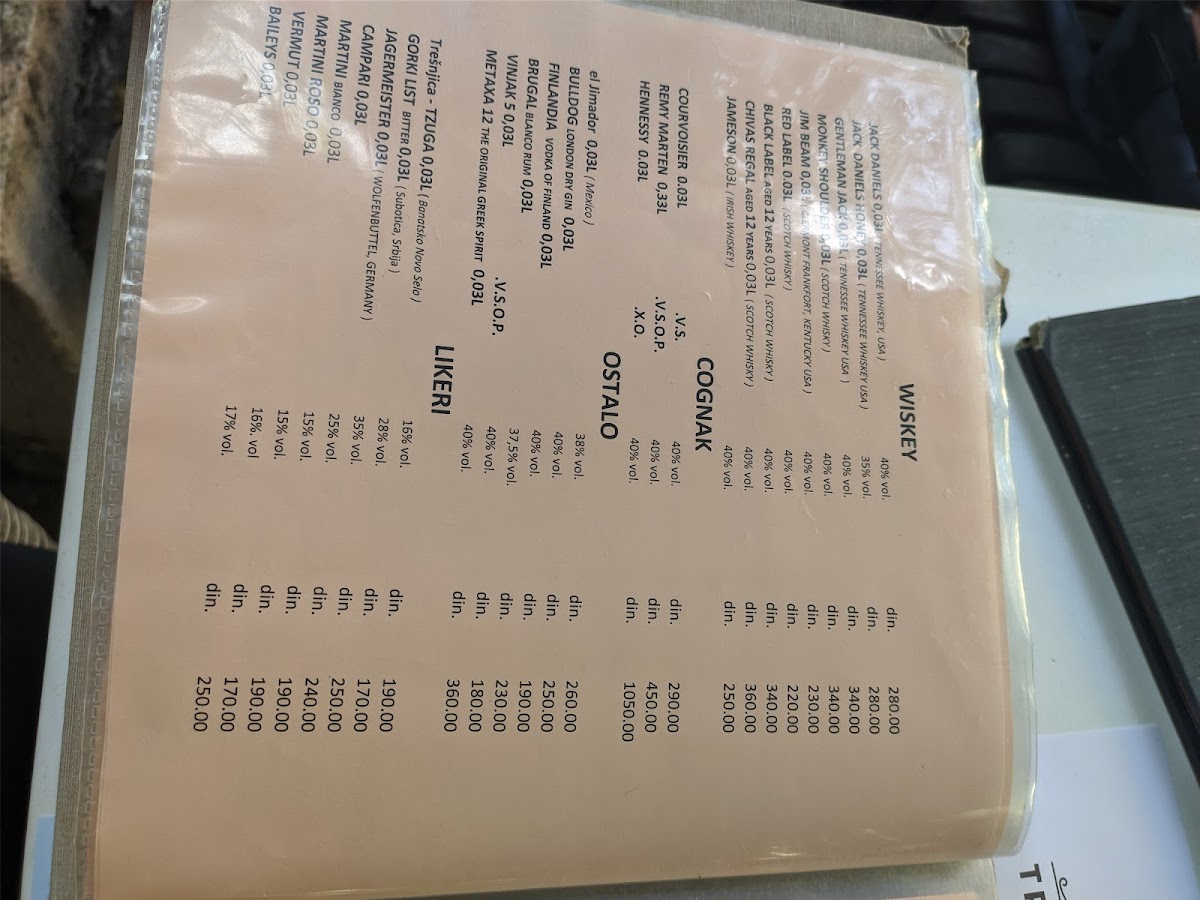 WISKEY
JACK DANIELS 0,03L ( TENNESSEE WHISKEY, USA ) 40% vol. din. 280.00
JACK DANIELS HONEY 0,03L ( TENNESSEE WHISKEY USA ) 35% vol. din. 280.00
GENTLEMAN JACK 0,03L ( TENNESSEE WHISKEY USA ) 40% vol. din. 340.00
MONKEY SHOULDER 0,03L ( SCOTCH WHISKY ) 40% vol. din. 340.00
JIM BEAM 0,03L ( CLERMONT FRANKFORT, KENTUCKY USA ) 40% vol. din. 230.00
RED LABEL 0.03L ( SCOTCH WHISKY ) 40% vol. din. 220.00
BLACK LABEL AGED 12 YEARS 0,03L ( SCOTCH WHISKY ) 40% vol. din. 340.00
CHIVAS REGAL AGED 12 YEARS 0,03L ( SCOTCH WHISKY ) 40% vol. din. 360.00
JAMESON 0,03L ( IRISH WHISKEY ) 40% vol. din. 250.00
COGNAK
COURVOISIER 0.03L .V.S. 40% vol. din. 290.00
REMY MARTEN 0,33L .V.S.O.P. 40% vol. din. 450.00
HENNESSY 0.03L .X.O. 40% vol. din. 1050.00
OSTALO
el Jimador 0,03L ( Mexico ) 38% vol. din. 260.00
BULLDOG LONDON DRY GIN 0,03L 40% vol. din. 250.00
FINLANDIA VODKA OF FINLAND 0,03L 40% vol. din. 190.00
BRUGAL BLANCO RUM 0,03L 37,5% vol. din. 230.00
VINJAK 5 0,03L .V.S.O.P. 40% vol. din. 180.00
METAXA 12 THE ORIGINAL GREEK SPIRIT 0,03L 40% vol. din. 360.00
LIKERI
Trešnjica - TZUGA 0,03L ( Banatsko Novo Selo ) 16% vol. din. 190.00
GORKI LIST BITTER 0,03L ( Subotica, Srbija ) 28% vol. din. 170.00
JAGERMEISTER 0,03L ( WOLFENBUTTEL, GERMANY ) 35% vol. din. 250.00
CAMPARI 0,03L 25% vol. din. 240.00
MARTINI BIANCO 0,03L 15% vol. din. 190.00
MARTINI ROSO 0,03L 15% vol. din. 190.00
VERMUT 0,03L 16%. vol din. 170.00
BAILEYS 0,03L 17% vol. din. 250.00